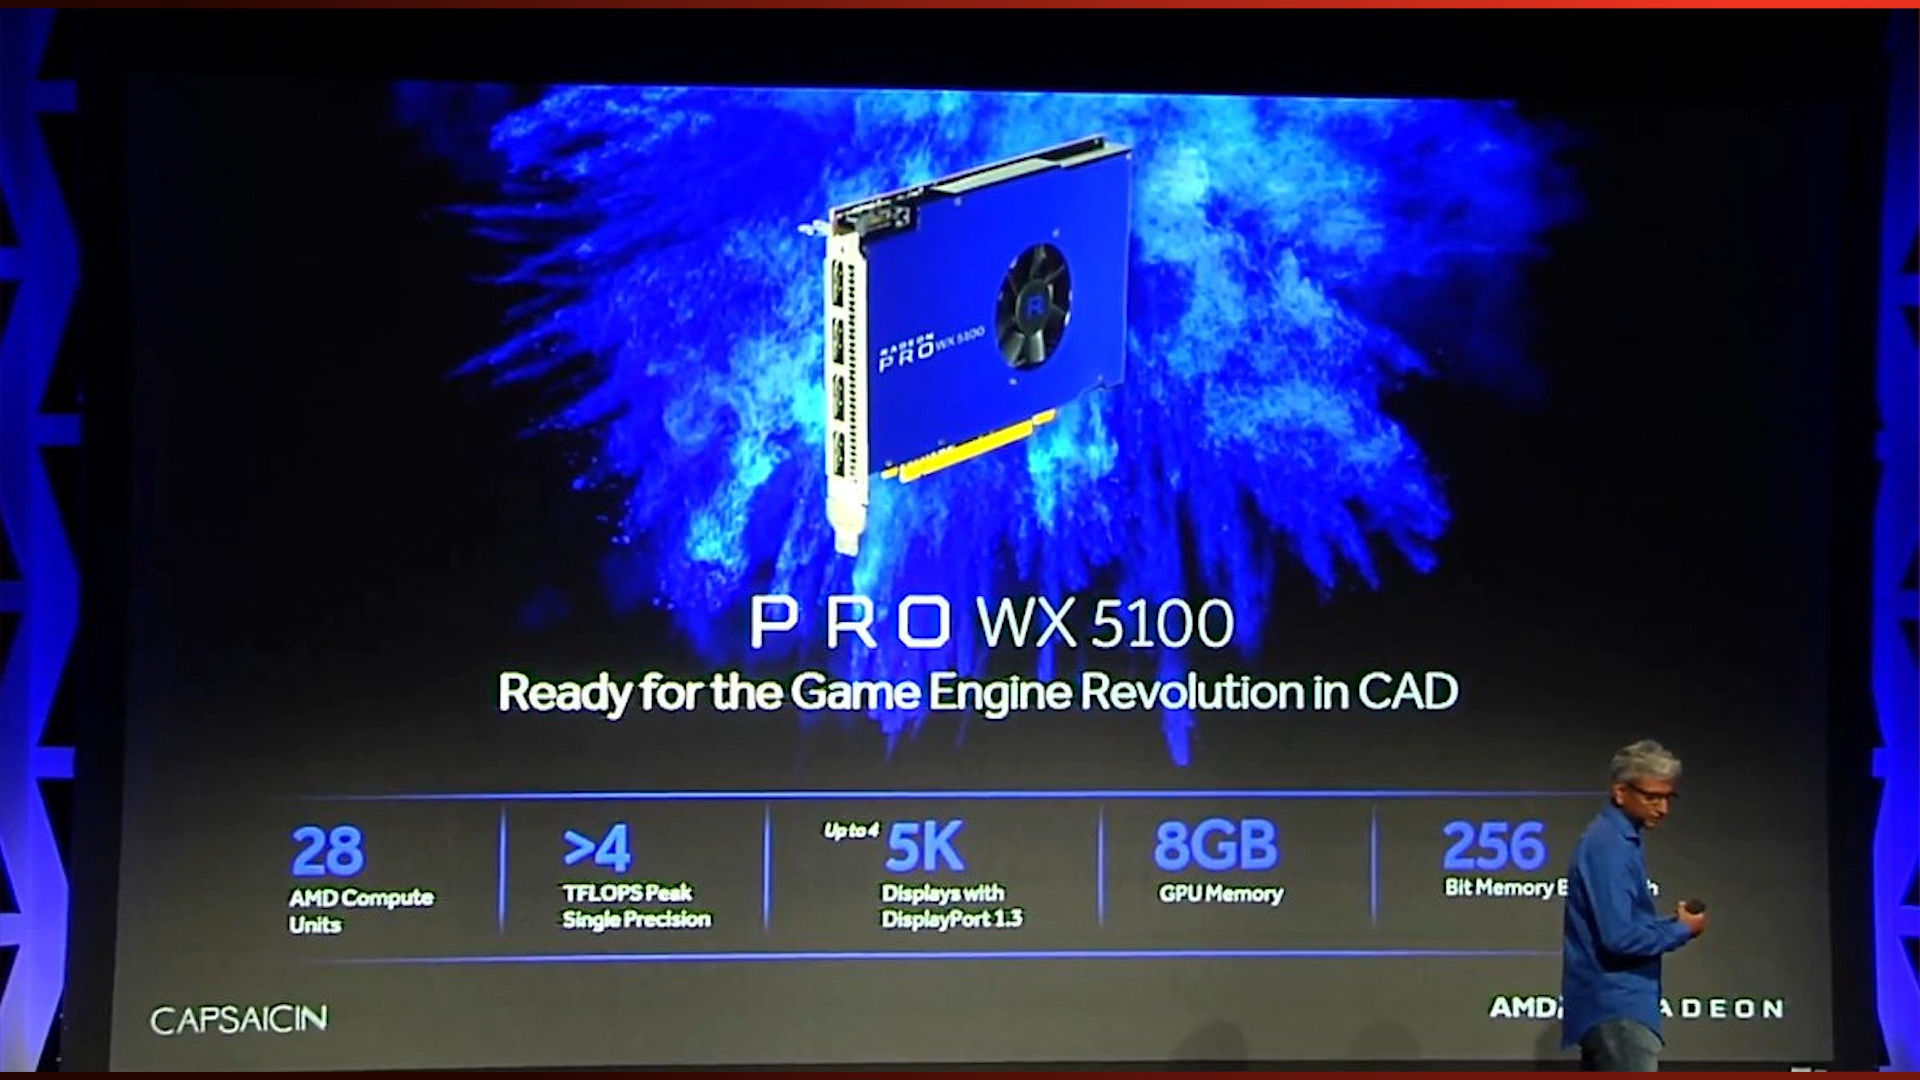 RADEON
PRO WX 5100
PRO WX 5100
Ready for the Game Engine Revolution in CAD
28
AMD Compute
Units
>4
TFLOPS Peak
Single Precision
Up to 4 5K
Displays with
DisplayPort 1.3
8GB
GPU Memory
256
Bit Memory
CAPSAICIN
AMD
ADEON